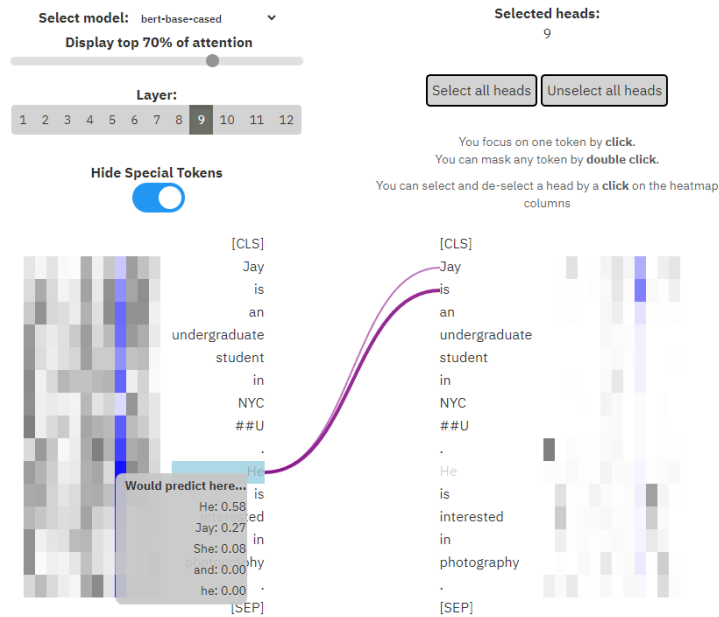 Select model: bert-base-cased
Display top 70% of attention
Layer:
1 2 3 4 5 6 7 8 9 10 11 12
Hide Special Tokens
Selected heads:
9
Select all heads Unselect all heads
You focus on one token by click.
You can mask any token by double click.
You can select and de-select a head by a click on the heatmap
columns
[CLS] [CLS]
Jay Jay
is is
an an
undergraduate undergraduate
student student
in in
NYC NYC
##U ##U
. .
He He
is is
interested
in in
photography photography
. .
[SEP] [SEP]
Would predict here...
He: 0.58
Jay: 0.27
She: 0.08
and: 0.00
he: 0.00